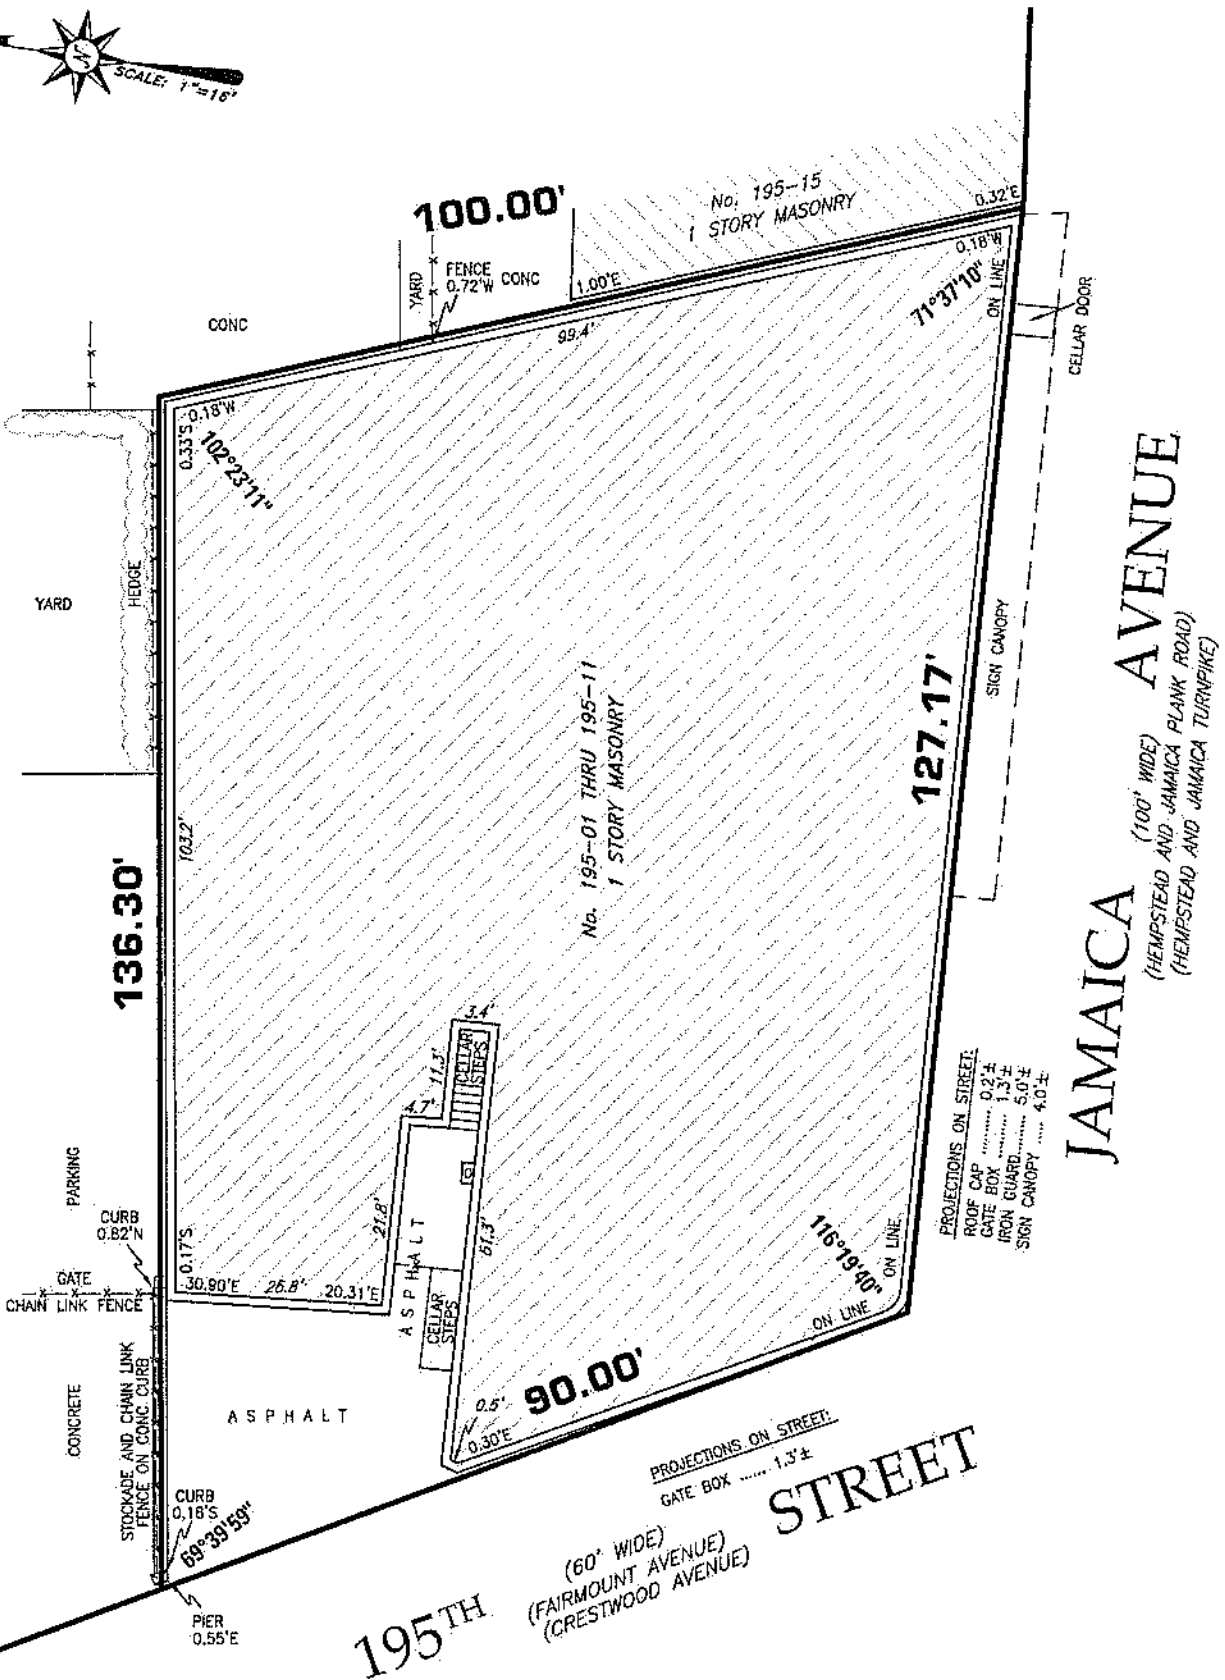 N
SCALE: 1"=16'
100.00'
No. 195-15
1 STORY MASONRY
0.32'E
YARD
FENCE
0.72'W CONC
1.00'E
CONC
99.4'
0.18'W
71°37'10"
ON LINE
CELLAR DOOR
0.18'W
0.33'S
102°23'11"
YARD
HEDGE
No. 195-01 THRU 195-11
1 STORY MASONRY
SIGN CANOPY
127.17'
JAMAICA AVENUE
(100' WIDE)
(HEMPSTEAD AND JAMAICA PLANK ROAD)
(HEMPSTEAD AND JAMAICA TURNPIKE)
103.2'
136.30'
3.4'
CELLAR
STEPS
11.3'
4.7'
21.8'
ASPHALT
61.3'
PROJECTIONS ON STREET:
ROOF CAP .......... 0.2'±
GATE BOX .......... 1.3'±
IRON GUARD........ 5.0'±
SIGN CANOPY ..... 4.0'±
PARKING
CURB
0.82'N
GATE
CHAIN LINK FENCE
0.17'S
30.90'E
26.8'
20.31'E
CELLAR
STEPS
116°19'40"
ON LINE
ON LINE
CONCRETE
STOCKADE AND CHAIN LINK
FENCE ON CONC. CURB
ASPHALT
0.5'
0.30'E
90.00'
PROJECTIONS ON STREET:
GATE BOX ...... 1.3'±
CURB
0.18'S
69°39'59"
PIER
0.55'E
195TH STREET
(60' WIDE)
(FAIRMOUNT AVENUE)
(CRESTWOOD AVENUE)